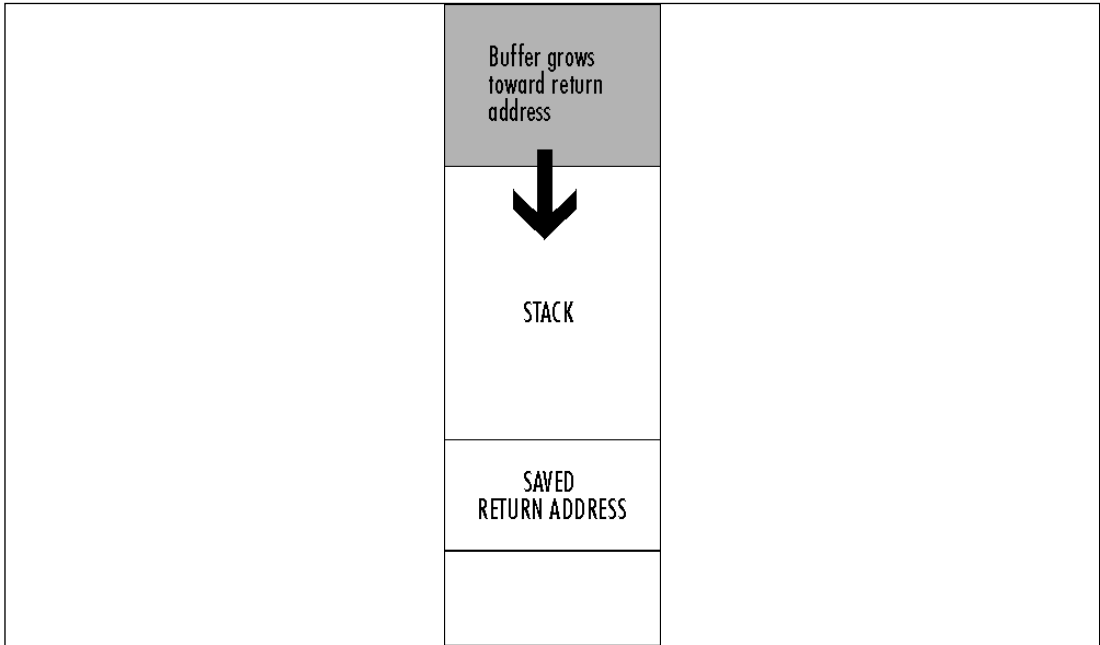 Buffer grows
toward return
address
STACK
SAVED
RETURN ADDRESS